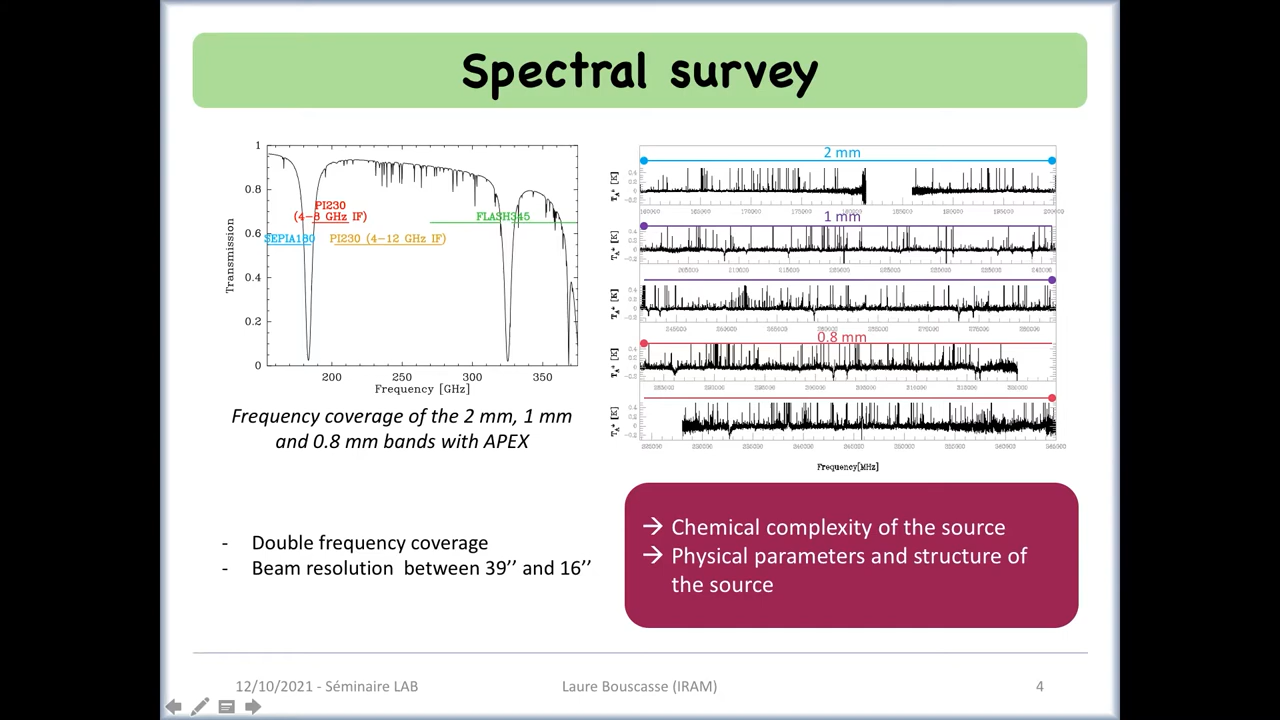 Spectral survey
1
0.8
0.6
0.4
0.2
0
Transmission
PI230
(4-8 GHz IF)
FLASH345
SEPIA180
PI230 (4-12 GHz IF)
200
250
300
350
Frequency [GHz]
Frequency coverage of the 2 mm, 1 mm
and 0.8 mm bands with APEX
2 mm
1 mm
0.8 mm
Frequency[MHz]
- Double frequency coverage
- Beam resolution between 39’’ and 16’’
→ Chemical complexity of the source
→ Physical parameters and structure of
the source
12/10/2021 - Séminaire LAB
Laure Bouscasse (IRAM)
4